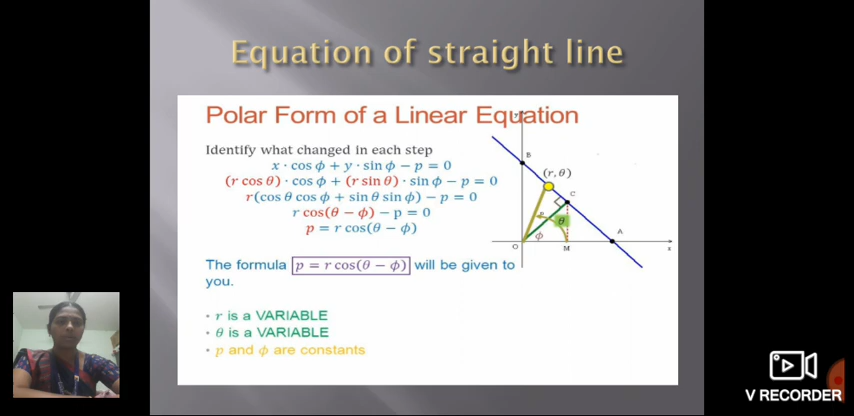 Equation of straight line
Polar Form of a Linear Equation
Identify what changed in each step
x · cos ϕ + y · sin ϕ − p = 0
(r cos θ) · cos ϕ + (r sin θ) · sin ϕ − p = 0
r(cos θ cos ϕ + sin θ sin ϕ) − p = 0
r cos(θ − ϕ) − p = 0
p = r cos(θ − ϕ)
The formula p = r cos(θ − ϕ) will be given to
you.
• r is a VARIABLE
• θ is a VARIABLE
• p and ϕ are constants
y
B
(r, θ)
C
P
θ
A
ϕ
O
M
x
V RECORDER